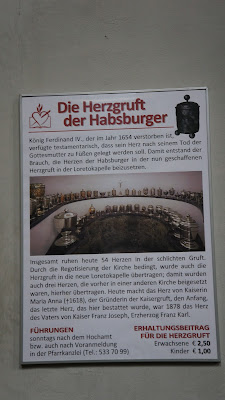 Die Herzgruft
der Habsburger
König Ferdinand IV., der im Jahr 1654 verstorben ist,
verfügte testamentarisch, dass sein Herz nach seinem Tod der
Gottesmutter zu Füßen gelegt werden soll. Damit entstand der
Brauch, die Herzen der Habsburger in der nun geschaffenen
Herzgruft in der Loretokapelle beizusetzen.
Insgesamt ruhen heute 54 Herzen in der schlichten Gruft.
Durch die Regotisierung der Kirche bedingt, wurde auch die
Herzgruft in die neue Loretokapelle übertragen; damit wurden
auch drei Herzen, die vorher in einer anderen Kirche beigesetzt
waren, hierher übertragen. Heute macht das Herz von Kaiserin
Maria Anna (†1618), der Gründerin der Kaisergruft, den Anfang,
das letzte Herz, das hier bestattet wurde, war 1878 das Herz
des Vaters von Kaiser Franz Joseph, Erzherzog Franz Karl.
FÜHRUNGEN
sonntags nach dem Hochamt
bzw. auch nach Voranmeldung
in der Pfarrkanzlei (Tel.: 533 70 99)
ERHALTUNGSBEITRAG
FÜR DIE HERZGRUFT
Erwachsene € 2,50
Kinder € 1,00